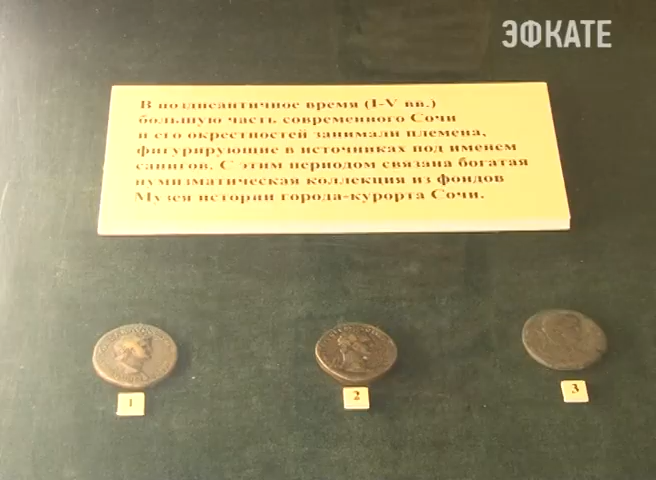 ЭФКАТЕ
В позднеантичное время (I-V вв.)
большую часть современного Сочи
и его окрестностей занимали племена,
фигурирующие в источниках под именем
санигов. С этим периодом связана богатая
нумизматическая коллекция из фондов
Музея истории города-курорта Сочи.
1
2
3